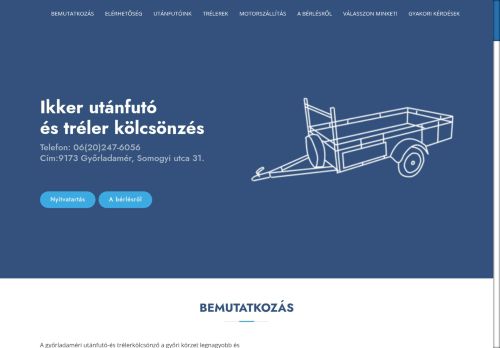 BEMUTATKOZÁS ELÉRHETŐSÉG UTÁNFUTÓINK TRÉLEREK MOTORSZÁLLÍTÁS A BÉRLÉSRŐL VÁLASSZON MINKET! GYAKORI KÉRDÉSEK
Ikker utánfutó
és tréler kölcsönzés
Telefon: 06(20)247-6056
Cím:9173 Győrladamér, Somogyi utca 31.
Nyitvatartás A bérlésről
BEMUTATKOZÁS
A győrladaméri utánfutó-és trélerkölcsönző a győri körzet legnagyobb és